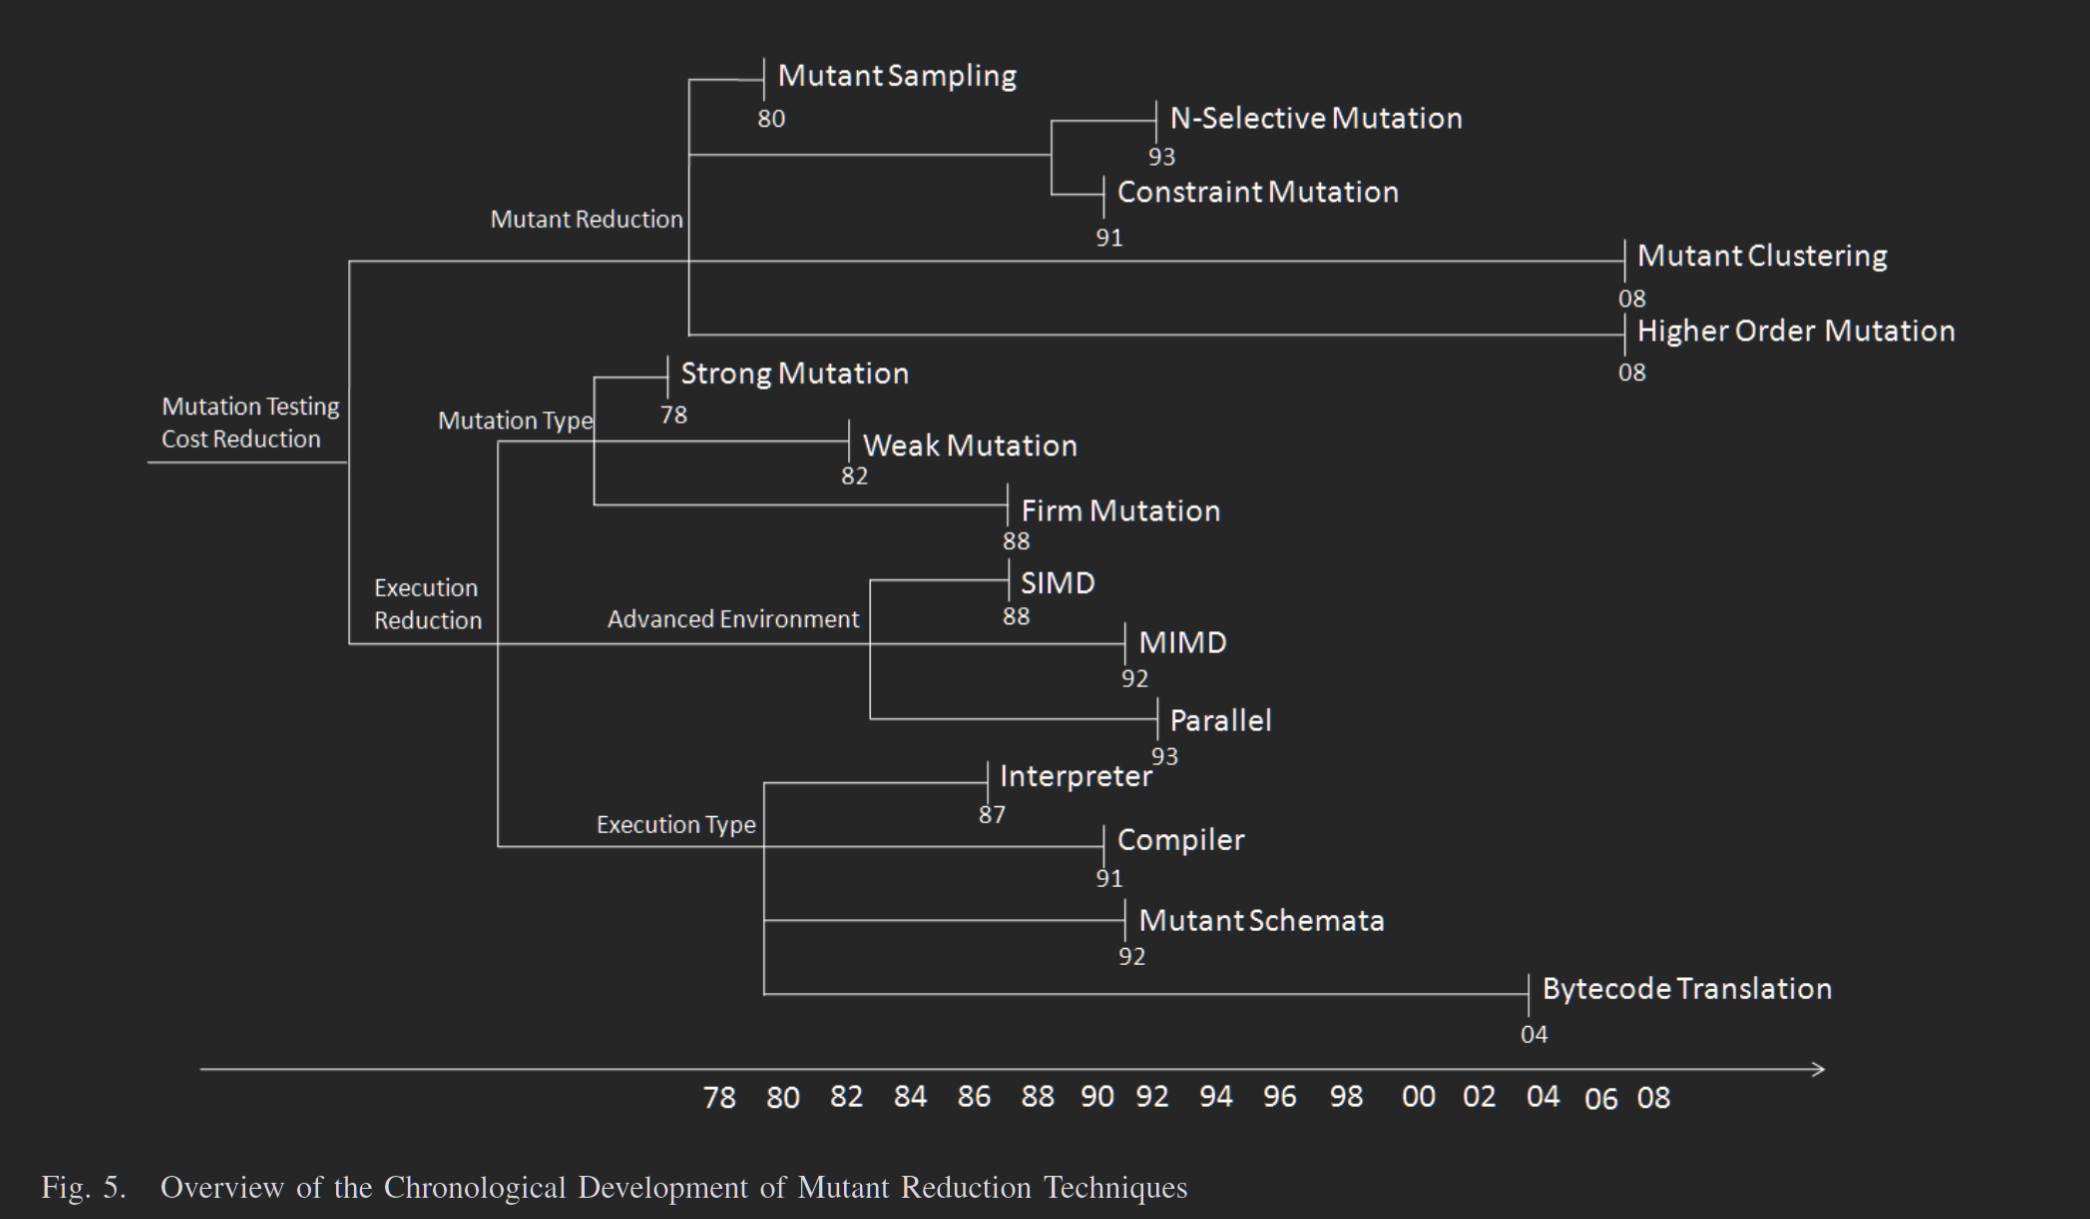 Mutant Sampling
80
N-Selective Mutation
93
Constraint Mutation
91
Mutant Reduction
Mutant Clustering
08
Higher Order Mutation
08
Mutation Testing
Cost Reduction
Strong Mutation
78
Mutation Type
Weak Mutation
82
Firm Mutation
88
Execution
Reduction
SIMD
88
Advanced Environment
MIMD
92
Parallel
93
Interpreter
87
Execution Type
Compiler
91
Mutant Schemata
92
Bytecode Translation
04
78 80 82 84 86 88 90 92 94 96 98 00 02 04 06 08
Fig. 5. Overview of the Chronological Development of Mutant Reduction Techniques